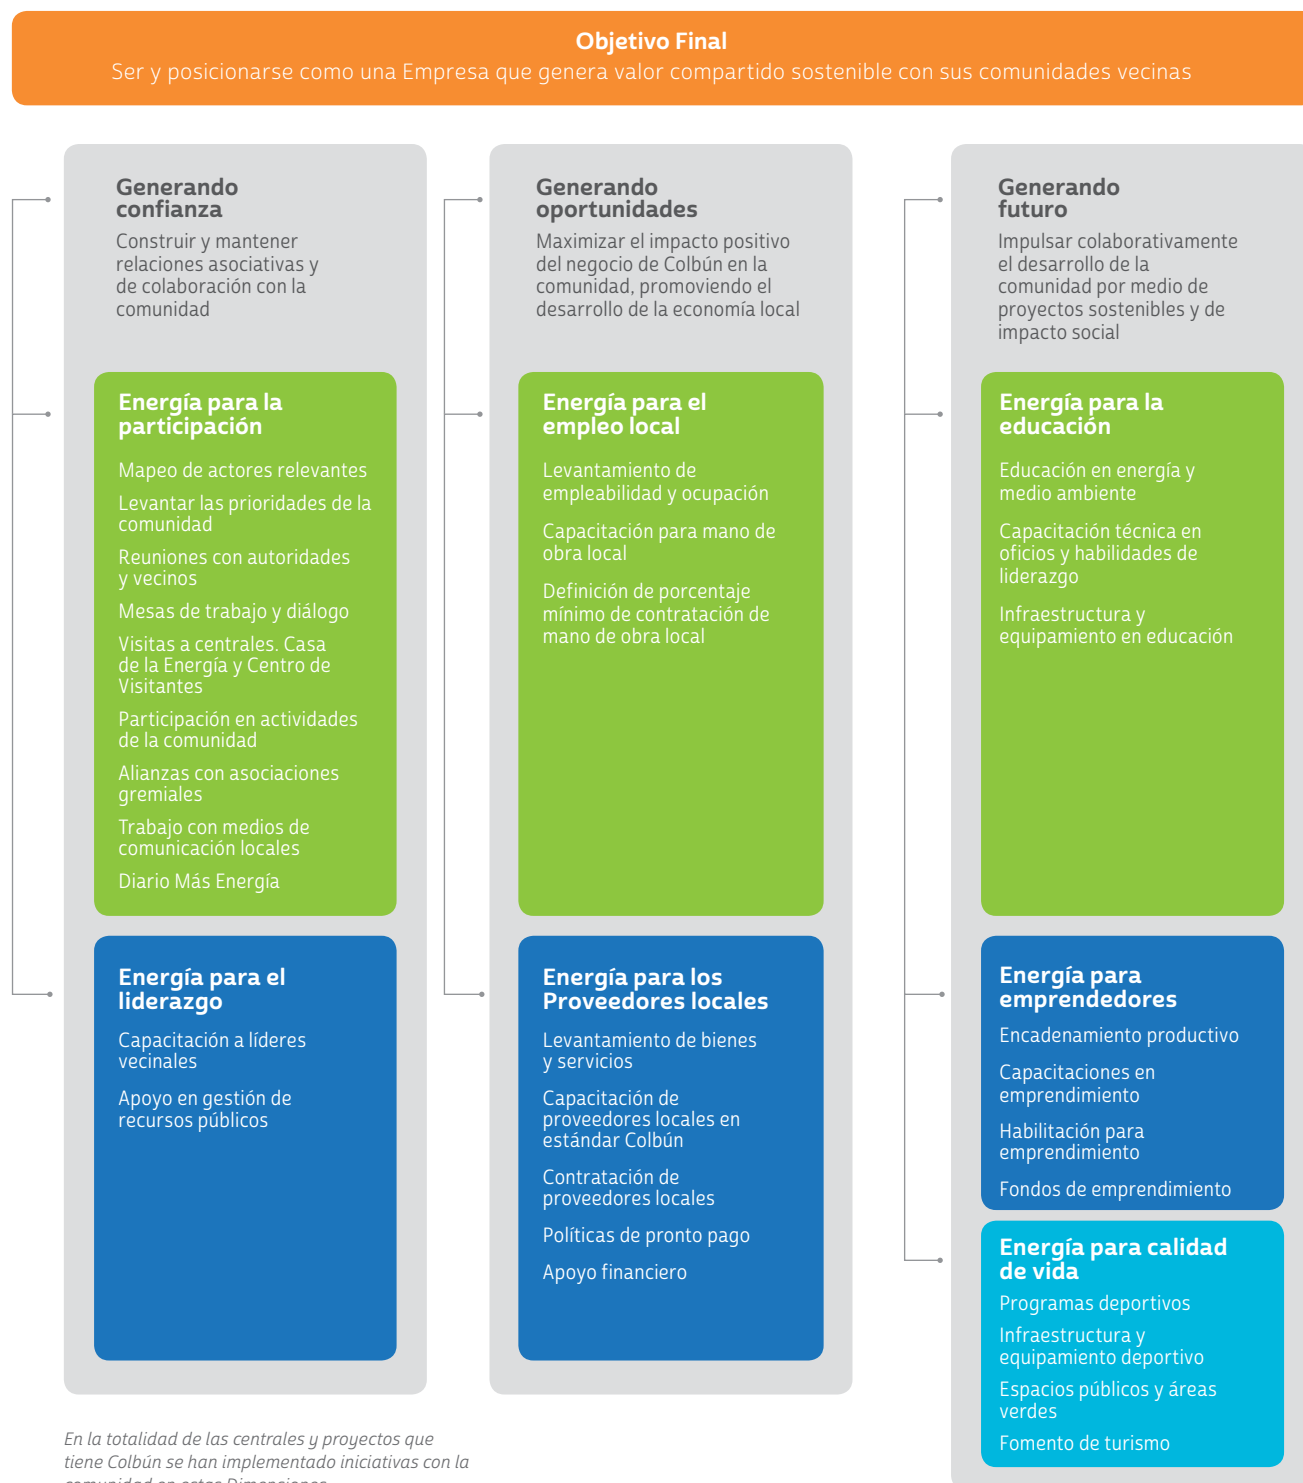 Objetivo Final
Ser y posicionarse como una Empresa que genera valor compartido sostenible con sus comunidades vecinas
Generando
confianza
Construir y mantener
relaciones asociativas y
de colaboración con la
comunidad
Energía para la
participación
Mapeo de actores relevantes
Levantar las prioridades de la
comunidad
Reuniones con autoridades
y vecinos
Mesas de trabajo y diálogo
Visitas a centrales. Casa
de la Energía y Centro de
Visitantes
Participación en actividades
de la comunidad
Alianzas con asociaciones
gremiales
Trabajo con medios de
comunicación locales
Diario Más Energía
Energía para el
liderazgo
Capacitación a líderes
vecinales
Apoyo en gestión de
recursos públicos
Generando
oportunidades
Maximizar el impacto positivo
del negocio de Colbún en la
comunidad, promoviendo el
desarrollo de la economía local
Energía para el
empleo local
Levantamiento de
empleabilidad y ocupación
Capacitación para mano de
obra local
Definición de porcentaje
mínimo de contratación de
mano de obra local
Energía para los
Proveedores locales
Levantamiento de bienes
y servicios
Capacitación de
proveedores locales en
estándar Colbún
Contratación de
proveedores locales
Políticas de pronto pago
Apoyo financiero
Generando
futuro
Impulsar colaborativamente
el desarrollo de la
comunidad por medio de
proyectos sostenibles y de
impacto social
Energía para la
educación
Educación en energía y
medio ambiente
Capacitación técnica en
oficios y habilidades de
liderazgo
Infraestructura y
equipamiento en educación
Energía para
emprendedores
Encadenamiento productivo
Capacitaciones en
emprendimiento
Habilitación para
emprendimiento
Fondos de emprendimiento
Energía para calidad
de vida
Programas deportivos
Infraestructura y
equipamiento deportivo
Espacios públicos y áreas
verdes
Fomento de turismo
En la totalidad de las centrales y proyectos que
tiene Colbún se han implementado iniciativas con la
comunidad en estas Dimensiones